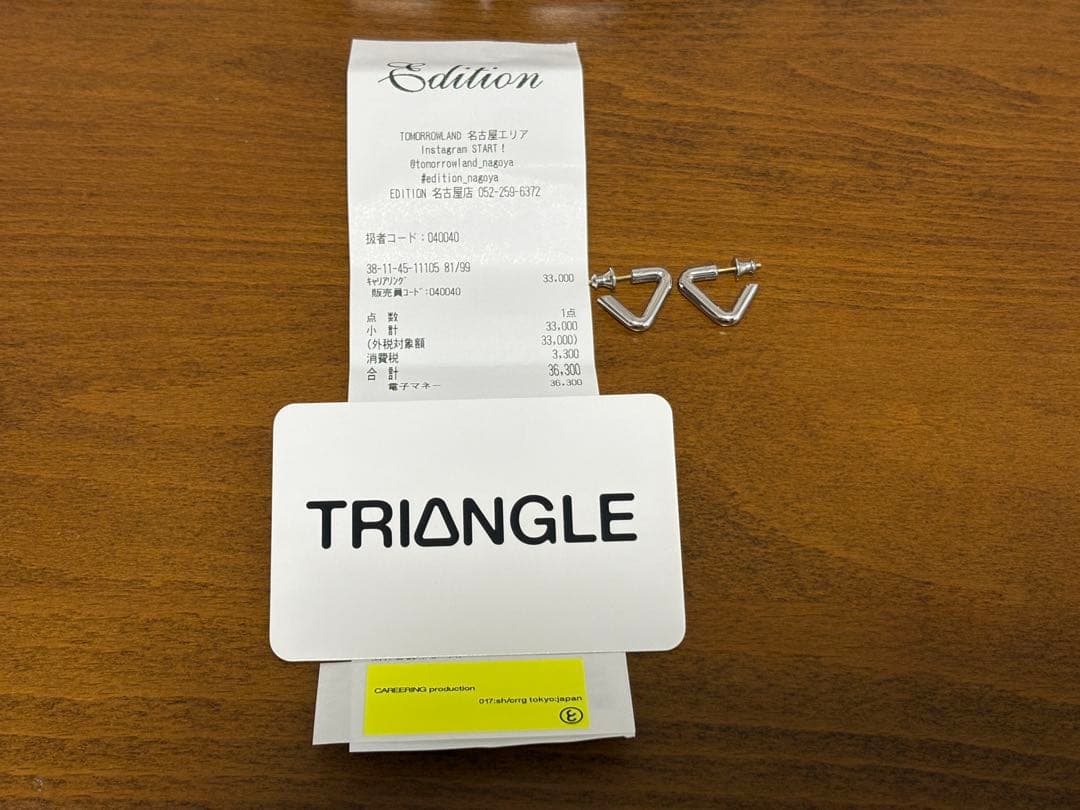 Edition
TOMORROWLAND 名古屋エリア
Instagram START！
@tomorrowland_nagoya
#edition_nagoya
EDITION 名古屋店 052-259-6372
扱者コード：040040
38-11-45-11105 81/99
ｷｬﾘｱﾘﾝｸﾞ 33,000
販売員ｺｰﾄﾞ:040040
点 数 1点
小 計 33,000
(外税対象額 33,000)
消費税 3,300
合 計 36,300
電子マネー 36,300
TRIANGLE
CAREERING production
017:sh/crrg tokyo:japan